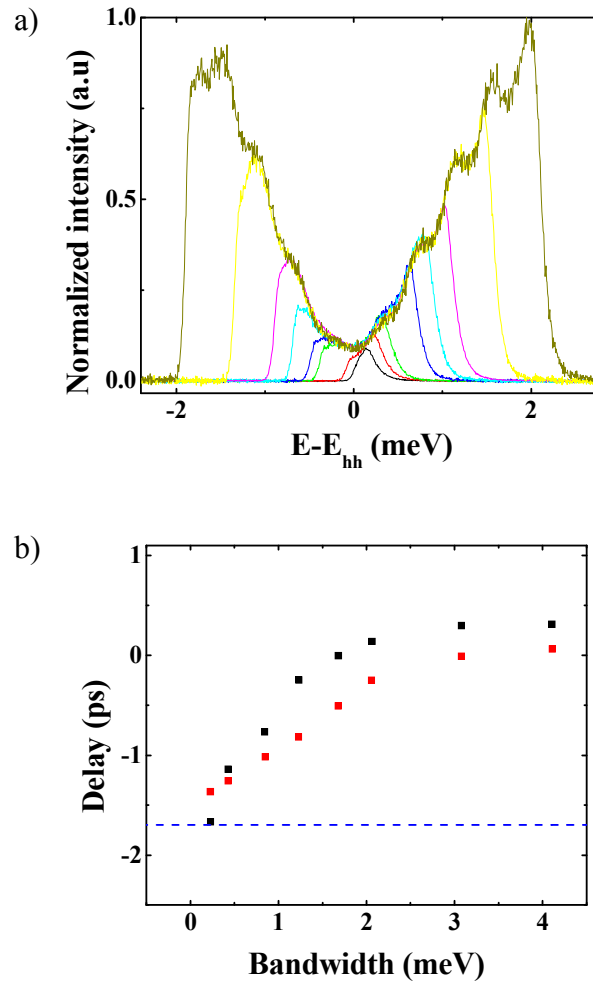 a)
Normalized intensity (a.u)
1.0
0.5
0.0
-2
0
2
E-E_hh (meV)
b)
Delay (ps)
1
0
-1
-2
0
1
2
3
4
Bandwidth (meV)